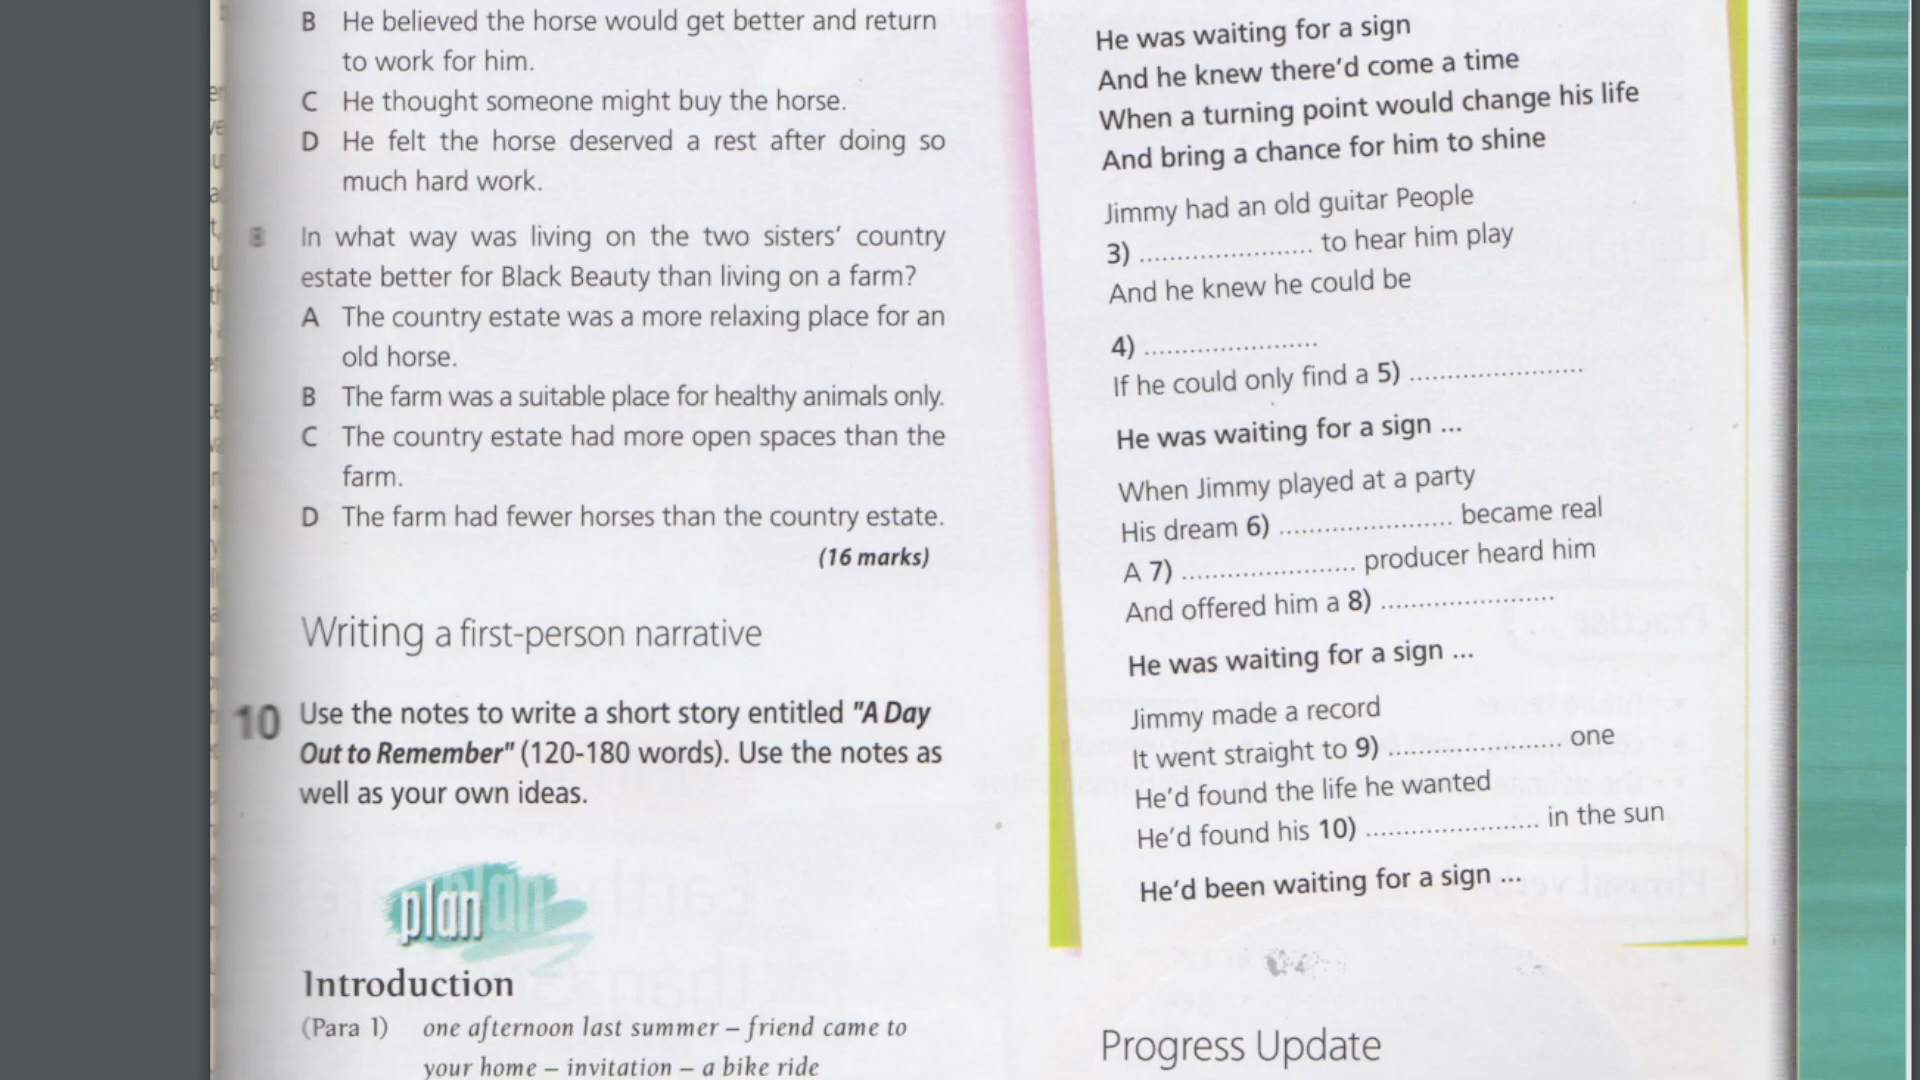 B He believed the horse would get better and return
to work for him.
C He thought someone might buy the horse.
D He felt the horse deserved a rest after doing so
much hard work.
8 In what way was living on the two sisters' country
estate better for Black Beauty than living on a farm?
A The country estate was a more relaxing place for an
old horse.
B The farm was a suitable place for healthy animals only.
C The country estate had more open spaces than the
farm.
D The farm had fewer horses than the country estate.
(16 marks)
Writing a first-person narrative
10 Use the notes to write a short story entitled "A Day
Out to Remember" (120-180 words). Use the notes as
well as your own ideas.
plan
Introduction
(Para 1) one afternoon last summer – friend came to
your home – invitation – a bike ride
He was waiting for a sign
And he knew there'd come a time
When a turning point would change his life
And bring a chance for him to shine
Jimmy had an old guitar People
3) ...................... to hear him play
And he knew he could be
4) ......................
If he could only find a 5) ......................
He was waiting for a sign ...
When Jimmy played at a party
His dream 6) ...................... became real
A 7) ...................... producer heard him
And offered him a 8) ......................
He was waiting for a sign ...
Jimmy made a record
It went straight to 9) ...................... one
He'd found the life he wanted
He'd found his 10) ...................... in the sun
He'd been waiting for a sign ...
Progress Update